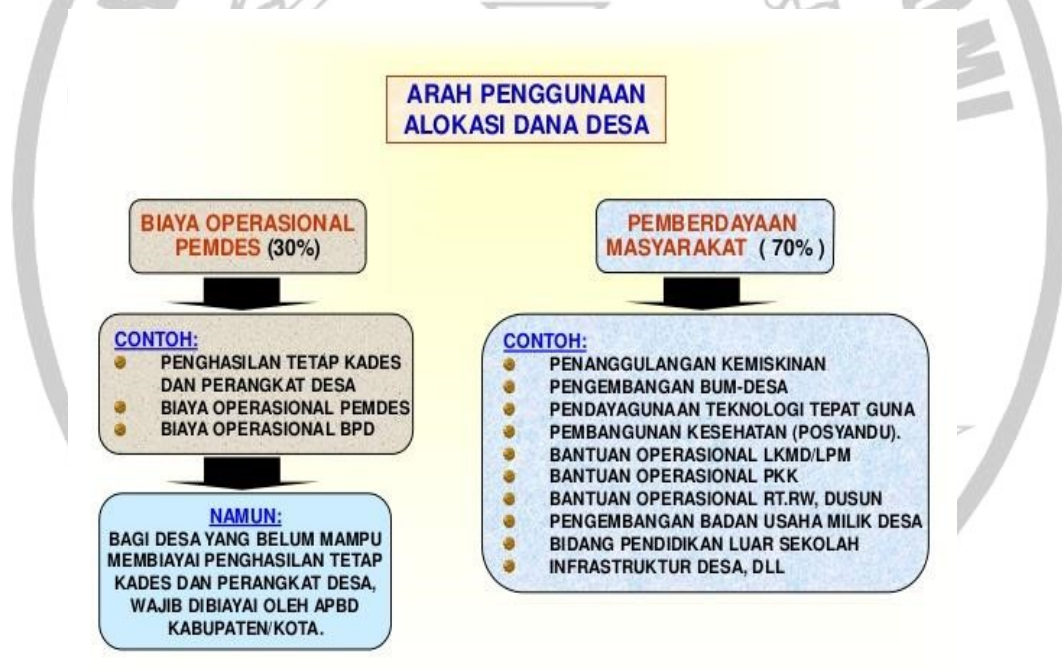 ARAH PENGGUNAAN
ALOKASI DANA DESA
BIAYA OPERASIONAL
PEMDES (30%)
CONTOH:
PENGHASILAN TETAP KADES
DAN PERANGKAT DESA
BIAYA OPERASIONAL PEMDES
BIAYA OPERASIONAL BPD
NAMUN:
BAGI DESA YANG BELUM MAMPU
MEMBIAYAI PENGHASILAN TETAP
KADES DAN PERANGKAT DESA,
WAJIB DIBIAYAI OLEH APBD
KABUPATEN/KOTA.
PEMBERDAYAAN
MASYARAKAT ( 70% )
CONTOH:
PENANGGULANGAN KEMISKINAN
PENGEMBANGAN BUM-DESA
PENDAYAGUNAAN TEKNOLOGI TEPAT GUNA
PEMBANGUNAN KESEHATAN (POSYANDU).
BANTUAN OPERASIONAL LKMD/LPM
BANTUAN OPERASIONAL PKK
BANTUAN OPERASIONAL RT.RW, DUSUN
PENGEMBANGAN BADAN USAHA MILIK DESA
BIDANG PENDIDIKAN LUAR SEKOLAH
INFRASTRUKTUR DESA, DLL